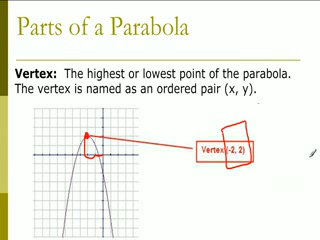 Parts of a Parabola
Vertex: The highest or lowest point of the parabola.
The vertex is named as an ordered pair (x, y).
Vertex (-2, 2)